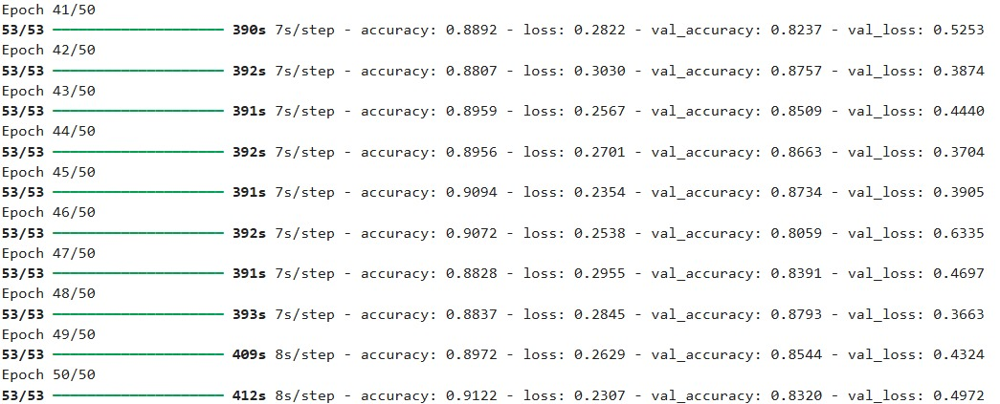 Epoch 41/50
53/53 ━━━━━━━━━━━━━━━━━━━━ 390s 7s/step - accuracy: 0.8892 - loss: 0.2822 - val_accuracy: 0.8237 - val_loss: 0.5253
Epoch 42/50
53/53 ━━━━━━━━━━━━━━━━━━━━ 392s 7s/step - accuracy: 0.8807 - loss: 0.3030 - val_accuracy: 0.8757 - val_loss: 0.3874
Epoch 43/50
53/53 ━━━━━━━━━━━━━━━━━━━━ 391s 7s/step - accuracy: 0.8959 - loss: 0.2567 - val_accuracy: 0.8509 - val_loss: 0.4440
Epoch 44/50
53/53 ━━━━━━━━━━━━━━━━━━━━ 392s 7s/step - accuracy: 0.8956 - loss: 0.2701 - val_accuracy: 0.8663 - val_loss: 0.3704
Epoch 45/50
53/53 ━━━━━━━━━━━━━━━━━━━━ 391s 7s/step - accuracy: 0.9094 - loss: 0.2354 - val_accuracy: 0.8734 - val_loss: 0.3905
Epoch 46/50
53/53 ━━━━━━━━━━━━━━━━━━━━ 392s 7s/step - accuracy: 0.9072 - loss: 0.2538 - val_accuracy: 0.8059 - val_loss: 0.6335
Epoch 47/50
53/53 ━━━━━━━━━━━━━━━━━━━━ 391s 7s/step - accuracy: 0.8828 - loss: 0.2955 - val_accuracy: 0.8391 - val_loss: 0.4697
Epoch 48/50
53/53 ━━━━━━━━━━━━━━━━━━━━ 393s 7s/step - accuracy: 0.8837 - loss: 0.2845 - val_accuracy: 0.8793 - val_loss: 0.3663
Epoch 49/50
53/53 ━━━━━━━━━━━━━━━━━━━━ 409s 8s/step - accuracy: 0.8972 - loss: 0.2629 - val_accuracy: 0.8544 - val_loss: 0.4324
Epoch 50/50
53/53 ━━━━━━━━━━━━━━━━━━━━ 412s 8s/step - accuracy: 0.9122 - loss: 0.2307 - val_accuracy: 0.8320 - val_loss: 0.4972